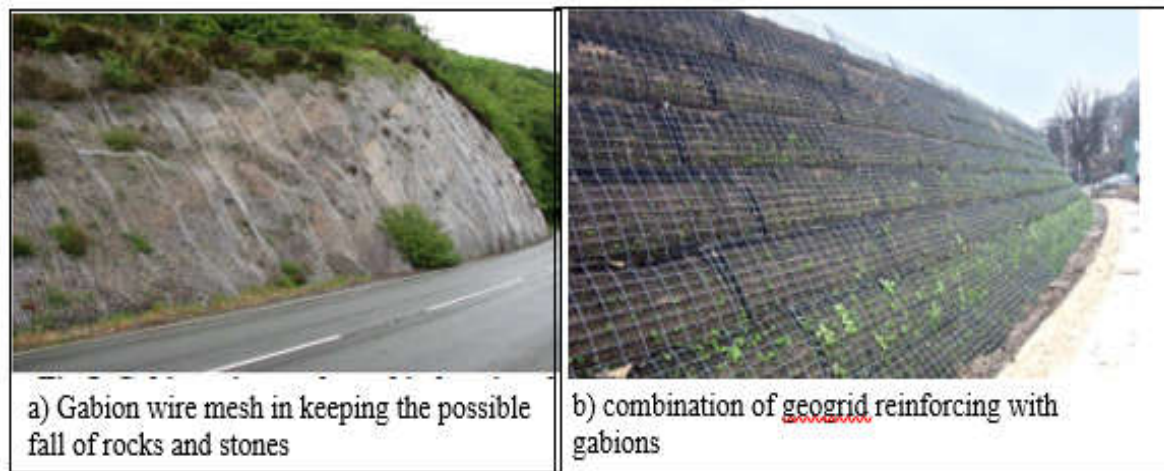 a) Gabion wire mesh in keeping the possible
fall of rocks and stones
b) combination of geogrid reinforcing with
gabions